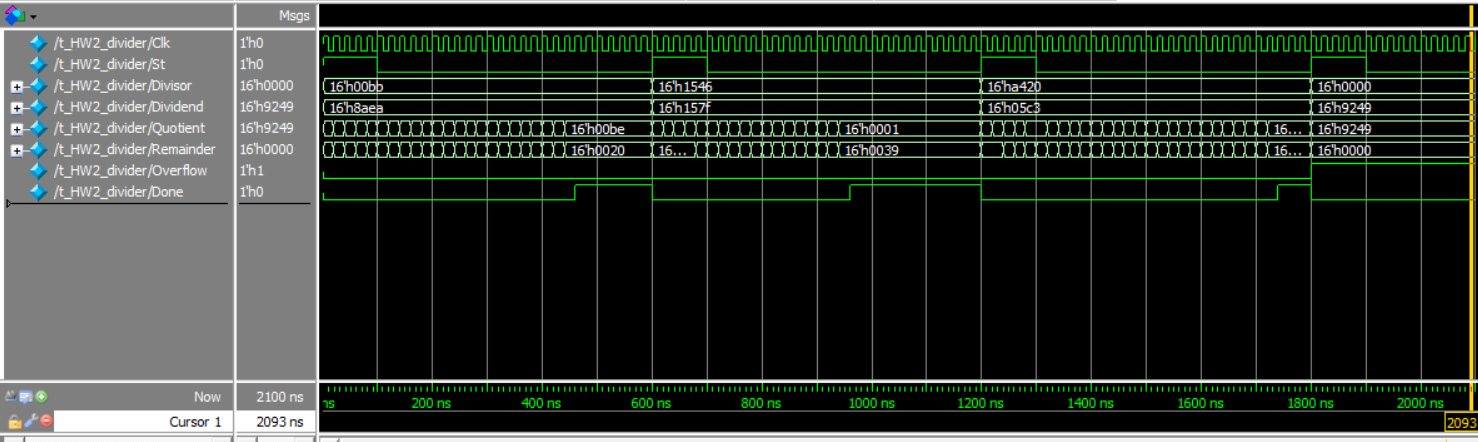 Msgs
/t_HW2_divider/Clk 1'h0
/t_HW2_divider/St 1'h0
/t_HW2_divider/Divisor 16'h0000 16'h00bb 16'h1546 16'ha420 16'h0000
/t_HW2_divider/Dividend 16'h9249 16'h8aea 16'h157f 16'h05c3 16'h9249
/t_HW2_divider/Quotient 16'h9249 16'h00be 16'h0001 16... 16'h9249
/t_HW2_divider/Remainder 16'h0000 16'h0020 16... 16'h0039 16... 16'h0000
/t_HW2_divider/Overflow 1'h1
/t_HW2_divider/Done 1'h0
Now 2100 ns ns 200 ns 400 ns 600 ns 800 ns 1000 ns 1200 ns 1400 ns 1600 ns 1800 ns 2000 ns
Cursor 1 2093 ns 2093